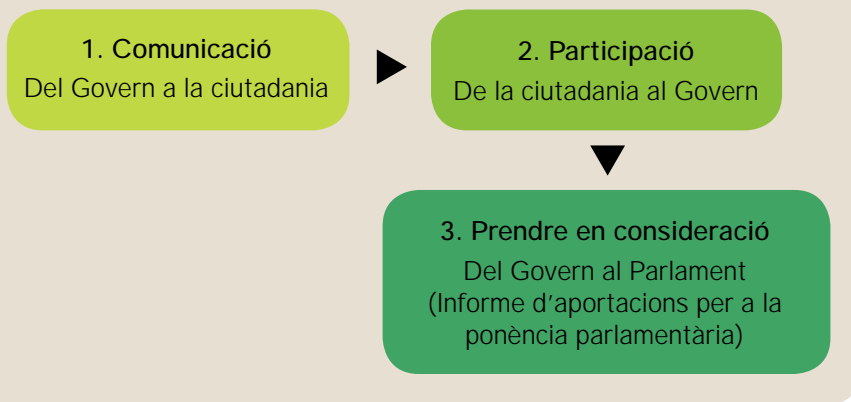 1. Comunicació
Del Govern a la ciutadania
2. Participació
De la ciutadania al Govern
3. Prendre en consideració
Del Govern al Parlament
(Informe d'aportacions per a la
ponència parlamentària)